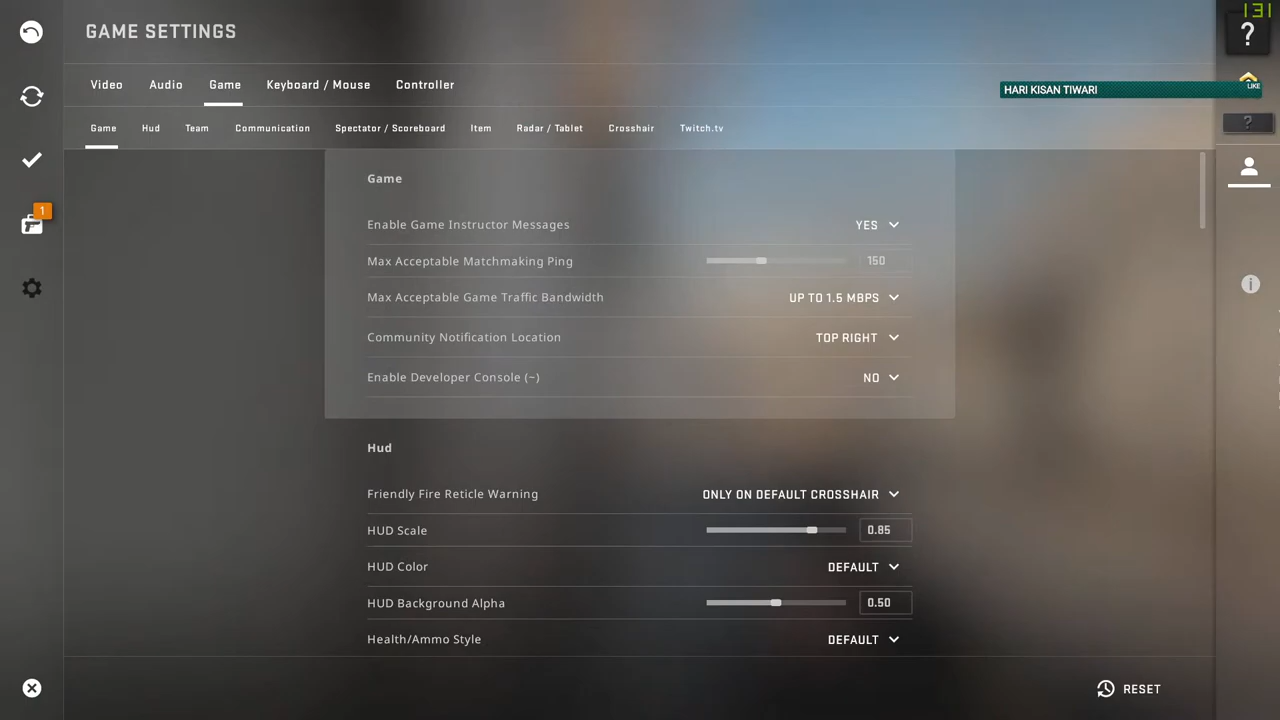 131
GAME SETTINGS
?
Video Audio Game Keyboard / Mouse Controller
HARI KISAN TIWARI LIKE
Game Hud Team Communication Spectator / Scoreboard Item Radar / Tablet Crosshair Twitch.tv
?
Game
1
Enable Game Instructor Messages YES
Max Acceptable Matchmaking Ping 150
Max Acceptable Game Traffic Bandwidth UP TO 1.5 MBPS
Community Notification Location TOP RIGHT
Enable Developer Console (~) NO
Hud
Friendly Fire Reticle Warning ONLY ON DEFAULT CROSSHAIR
HUD Scale 0.85
HUD Color DEFAULT
HUD Background Alpha 0.50
Health/Ammo Style DEFAULT
RESET